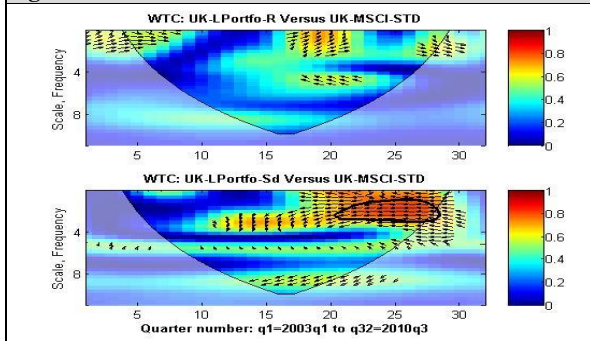 WTC: UK-LPortfo-R Versus UK-MSCI-STD
Scale, Frequency
4
8
5 10 15 20 25 30
1
0.8
0.6
0.4
0.2
0
WTC: UK-LPortfo-Sd Versus UK-MSCI-STD
Scale, Frequency
4
8
5 10 15 20 25 30
1
0.8
0.6
0.4
0.2
0
Quarter number: q1=2003q1 to q32=2010q3